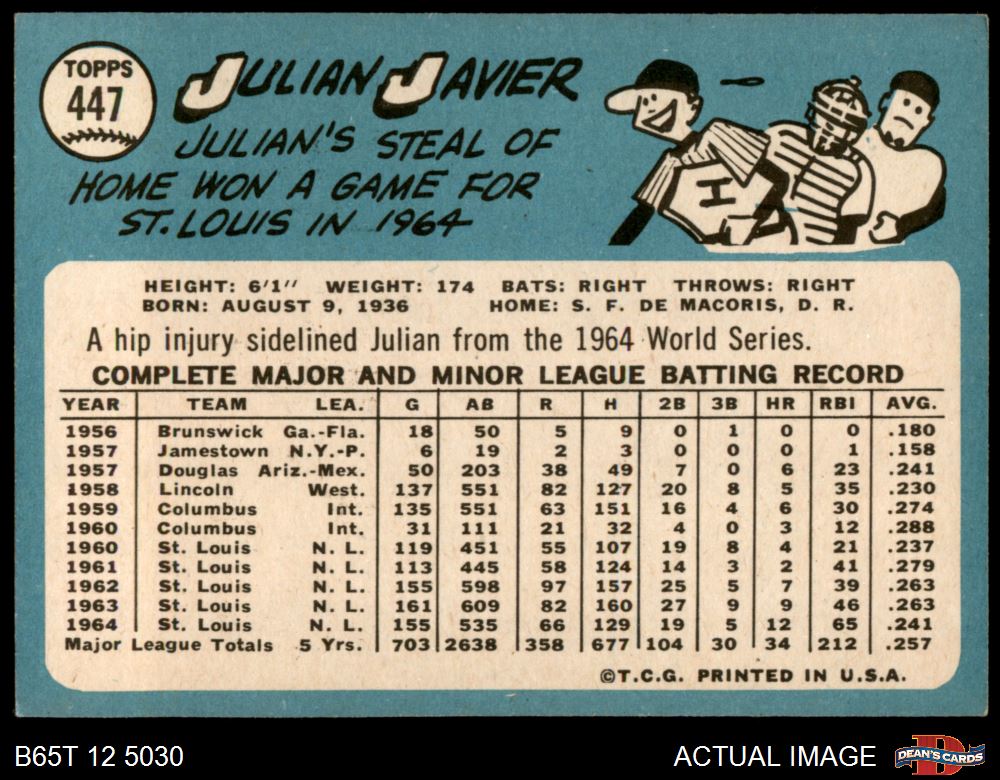 TOPPS
447
JULIAN JAVIER
JULIAN'S STEAL OF
HOME WON A GAME FOR
ST. LOUIS IN 1964
H
HEIGHT: 6'1" WEIGHT: 174 BATS: RIGHT THROWS: RIGHT
BORN: AUGUST 9, 1936 HOME: S. F. DE MACORIS, D. R.
A hip injury sidelined Julian from the 1964 World Series.
COMPLETE MAJOR AND MINOR LEAGUE BATTING RECORD
YEAR TEAM LEA. G AB R H 2B 3B HR RBI AVG.
1956 Brunswick Ga.-Fla. 18 50 5 9 0 1 0 0 .180
1957 Jamestown N.Y.-P. 6 19 2 3 0 0 0 1 .158
1957 Douglas Ariz.-Mex. 50 203 38 49 7 0 6 23 .241
1958 Lincoln West. 137 551 82 127 20 8 5 35 .230
1959 Columbus Int. 135 551 63 151 16 4 6 30 .274
1960 Columbus Int. 31 111 21 32 4 0 3 12 .288
1960 St. Louis N. L. 119 451 55 107 19 8 4 21 .237
1961 St. Louis N. L. 113 445 58 124 14 3 2 41 .279
1962 St. Louis N. L. 155 598 97 157 25 5 7 39 .263
1963 St. Louis N. L. 161 609 82 160 27 9 9 46 .263
1964 St. Louis N. L. 155 535 66 129 19 5 12 65 .241
Major League Totals 5 Yrs. 703 2638 358 677 104 30 34 212 .257
©T.C.G. PRINTED IN U.S.A.
B65T 12 5030
ACTUAL IMAGE
D
DEAN'S CARDS